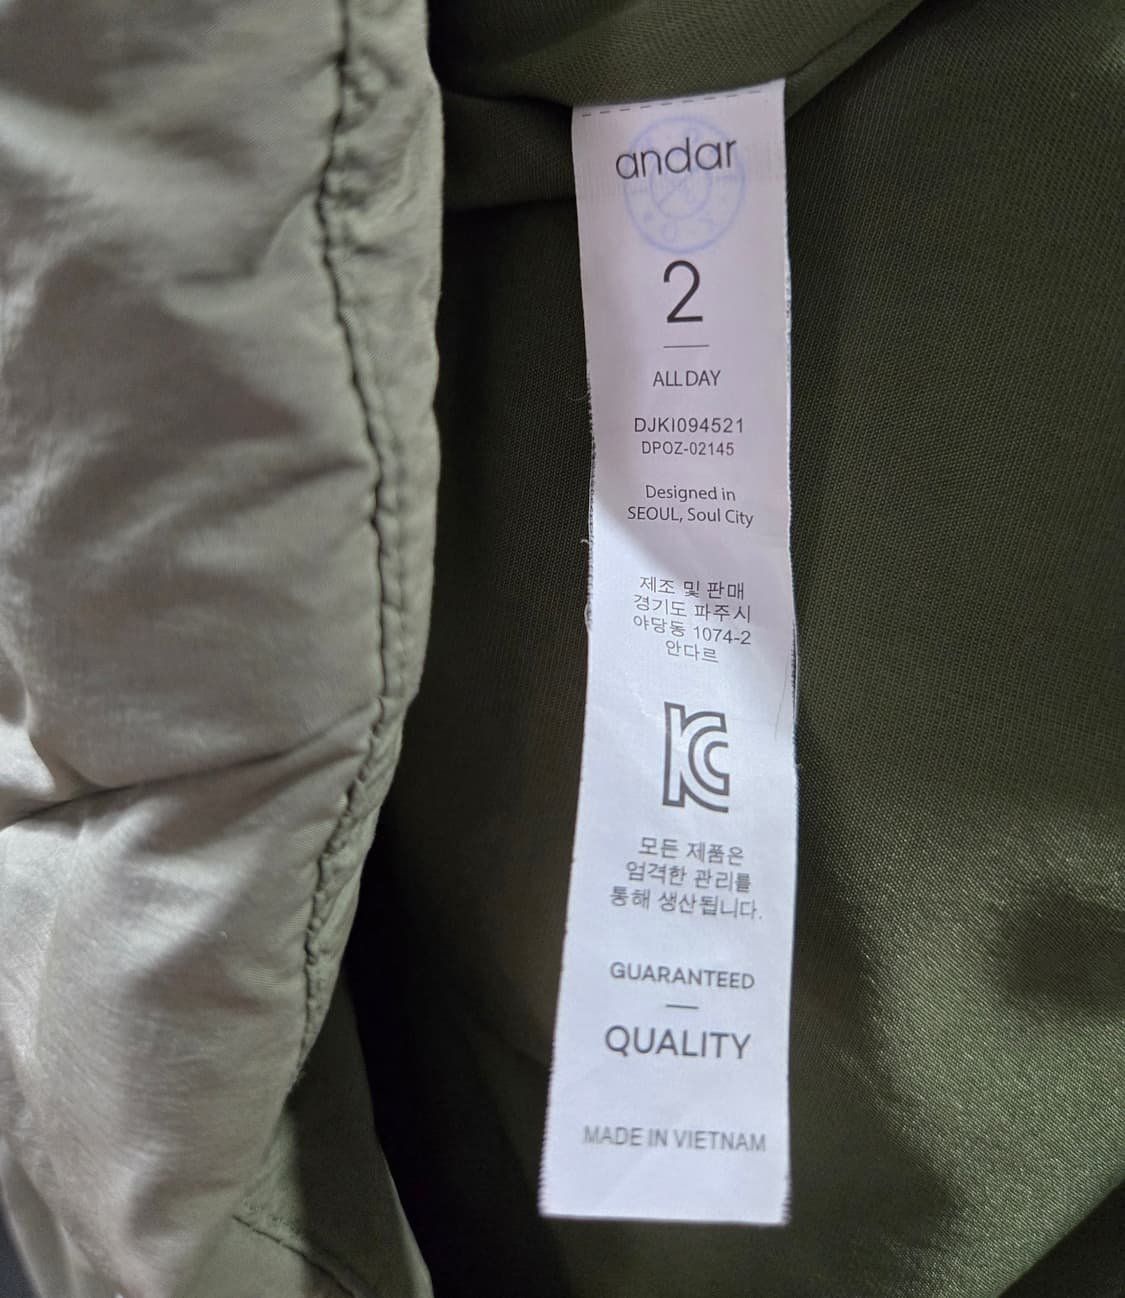 andar
2
ALL DAY
DJKI094521
DPOZ-02145
Designed in
SEOUL, Soul City
제조 및 판매
경기도 파주시
야당동 1074-2
안다르
KC
모든 제품은
엄격한 관리를
통해 생산됩니다.
GUARANTEED
QUALITY
MADE IN VIETNAM